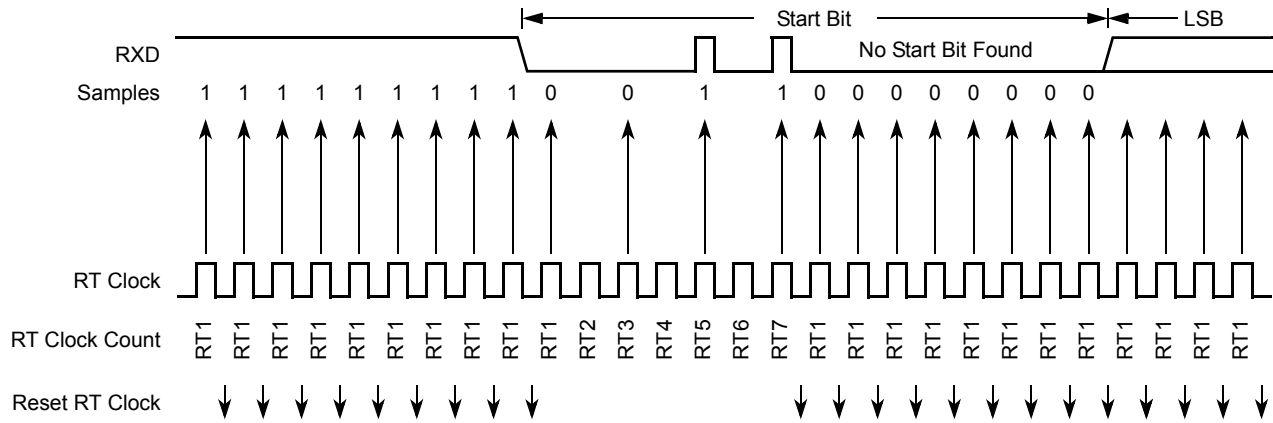 Start Bit LSB
RXD No Start Bit Found
Samples 1 1 1 1 1 1 1 1 1 0 0 1 1 0 0 0 0 0 0 0 0
RT Clock
RT Clock Count RT1 RT1 RT1 RT1 RT1 RT1 RT1 RT1 RT1 RT1 RT2 RT3 RT4 RT5 RT6 RT7 RT1 RT1 RT1 RT1 RT1 RT1 RT1 RT1 RT1 RT1 RT1 RT1
Reset RT Clock